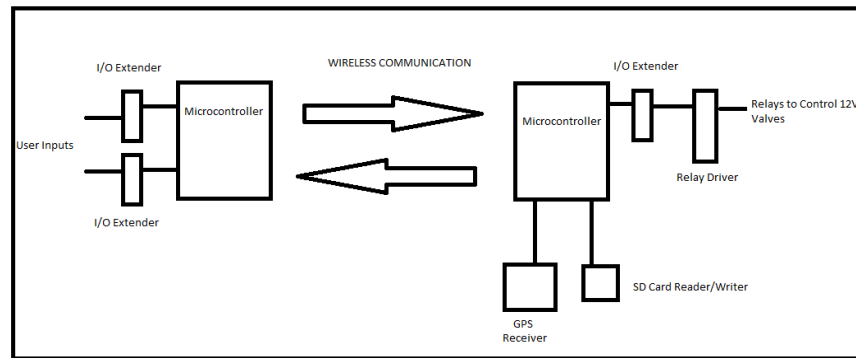 WIRELESS COMMUNICATION
I/O Extender
I/O Extender
Microcontroller
Microcontroller
Relays to Control 12V
Valves
User Inputs
Relay Driver
I/O Extender
SD Card Reader/Writer
GPS
Receiver